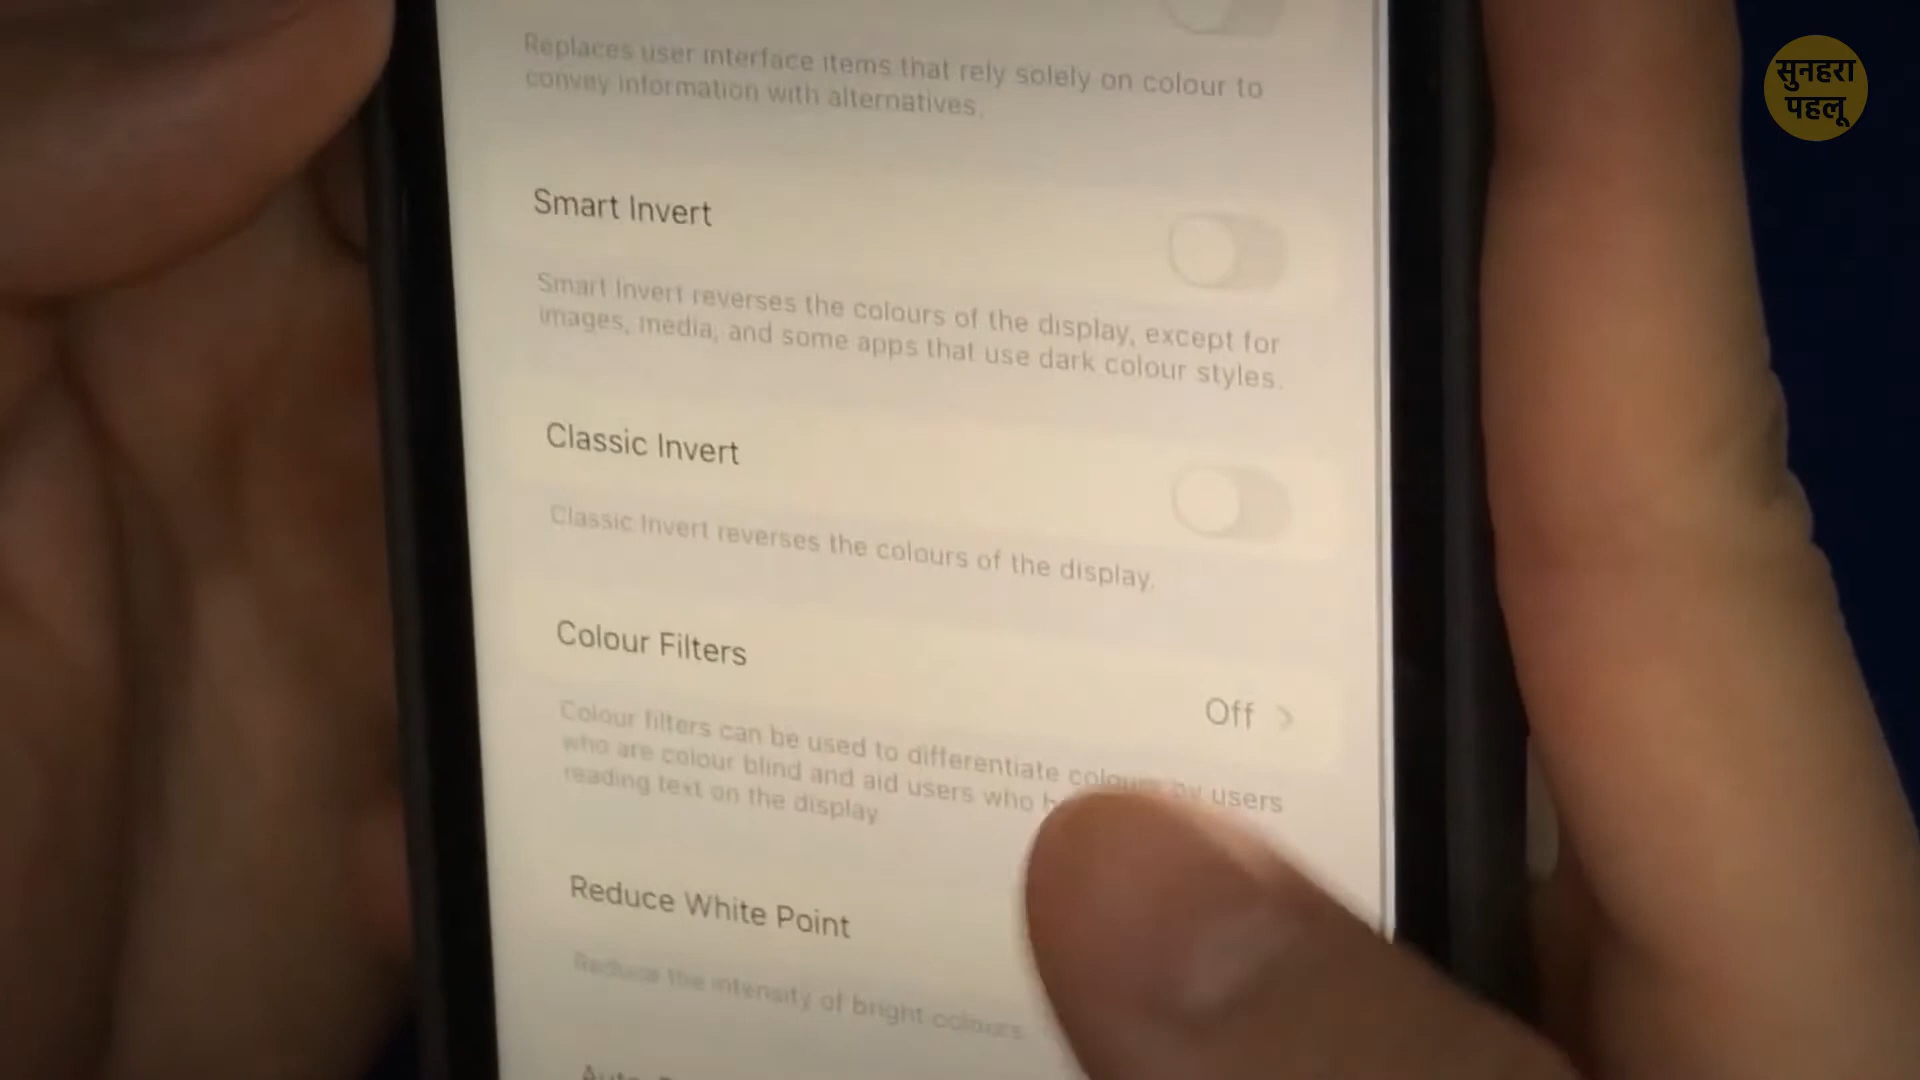 सुनहरा
पहलू
Replaces user interface items that rely solely on colour to
convey information with alternatives.
Smart Invert
Smart Invert reverses the colours of the display, except for
images, media, and some apps that use dark colour styles.
Classic Invert
Classic Invert reverses the colours of the display.
Colour Filters
Off
Colour filters can be used to differentiate colours by users
who are colour blind and aid users who
reading text on the display
Reduce White Point
Reduce the intensity of bright colours